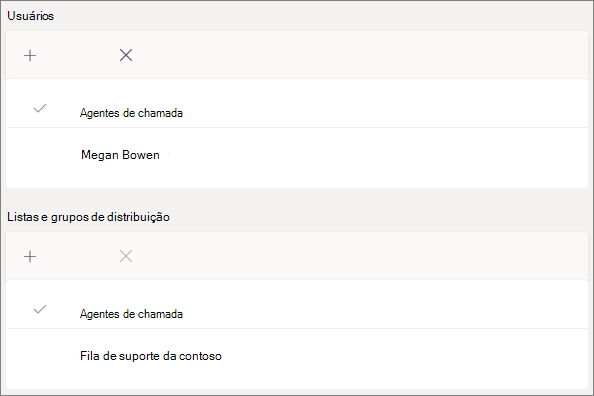 Usuários
Agentes de chamada
Megan Bowen
Listas e grupos de distribuição
Agentes de chamada
Fila de suporte da contoso